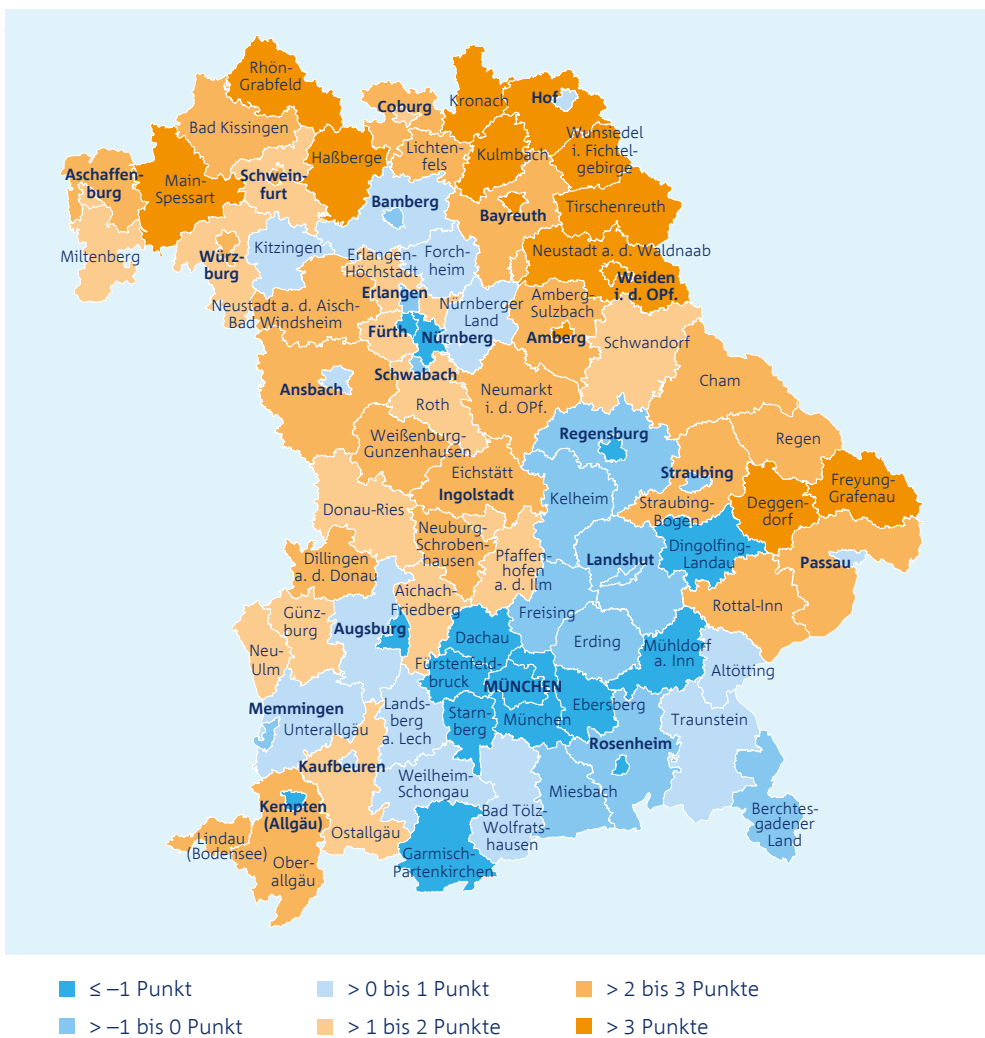 Rhön-
Grabfeld
Kronach
Hof
Coburg
Bad Kissingen
Wunsiedel
i. Fichtel-
gebirge
Lichten-
fels
Kulmbach
Haßberge
Aschaffen-
burg
Main-
Spessart
Schwein-
furt
Bamberg
Bayreuth
Tirschenreuth
Miltenberg
Würz-
burg
Kitzingen
Erlangen-
Höchstadt
Forch-
heim
Neustadt a. d. Waldnaab
Weiden
i. d. OPf.
Erlangen
Neustadt a. d. Aisch-
Bad Windsheim
Nürnberger
Land
Amberg-
Sulzbach
Fürth
Nürnberg
Amberg
Schwandorf
Schwabach
Ansbach
Roth
Neumarkt
i. d. OPf.
Cham
Weißenburg-
Gunzenhausen
Regensburg
Regen
Eichstätt
Ingolstadt
Kelheim
Straubing
Straubing-
Bogen
Deggen-
dorf
Freyung-
Grafenau
Donau-Ries
Neuburg-
Schroben-
hausen
Pfaffen-
hofen
a. d. Ilm
Landshut
Dingolfing-
Landau
Passau
Dillingen
a. d. Donau
Aichach-
Friedberg
Freising
Rottal-Inn
Günz-
burg
Augsburg
Dachau
Erding
Mühldorf
a. Inn
Neu-
Ulm
Fürstenfeld-
bruck
MÜNCHEN
Altötting
Memmingen
Unterallgäu
Lands-
berg
a. Lech
Starn-
berg
München
Ebersberg
Traunstein
Rosenheim
Kaufbeuren
Weilheim-
Schongau
Miesbach
Kempten
(Allgäu)
Bad Tölz-
Wolfrats-
hausen
Berchtes-
gadener
Land
Lindau
(Bodensee)
Ober-
allgäu
Ostallgäu
Garmisch-
Partenkirchen
≤ –1 Punkt
> 0 bis 1 Punkt
> 2 bis 3 Punkte
> –1 bis 0 Punkt
> 1 bis 2 Punkte
> 3 Punkte